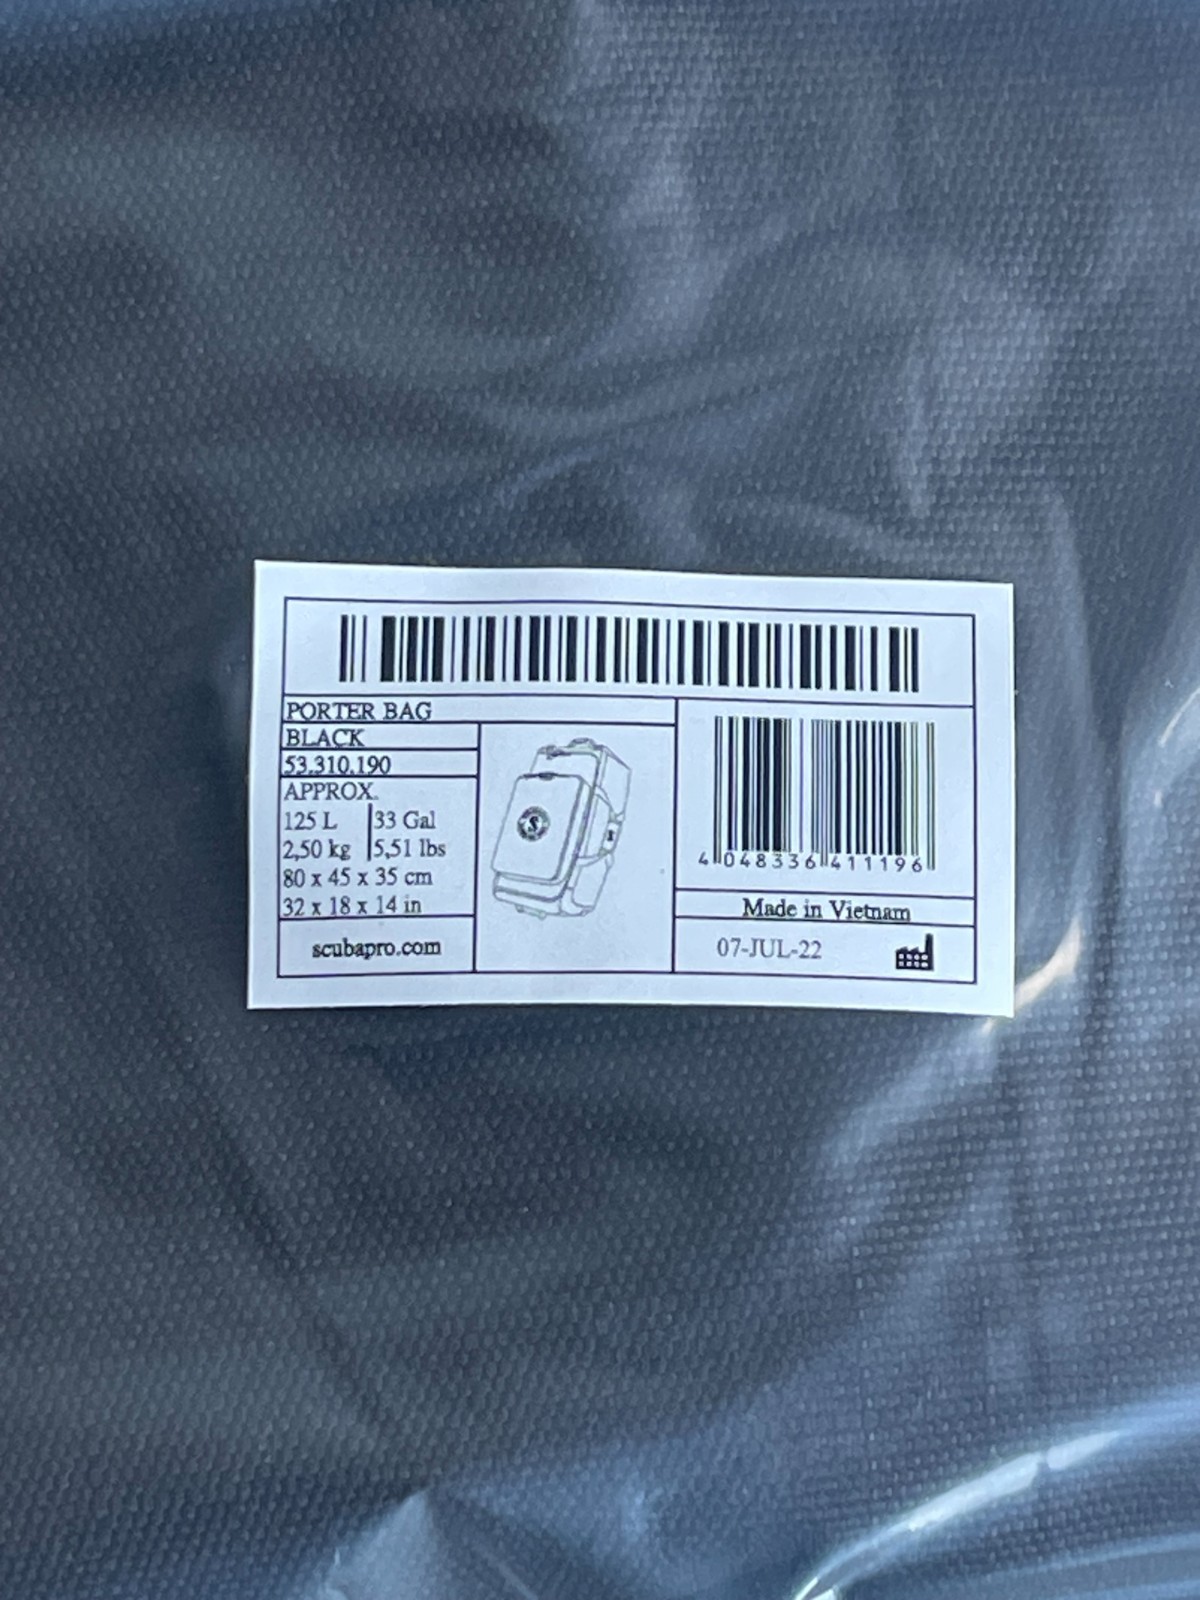 PORTER BAG
BLACK
53.310.190
APPROX.
125 L | 33 Gal
2,50 kg | 5,51 lbs
80 x 45 x 35 cm
32 x 18 x 14 in
scubapro.com
S
S
4 048336 411196
Made in Vietnam
07-JUL-22